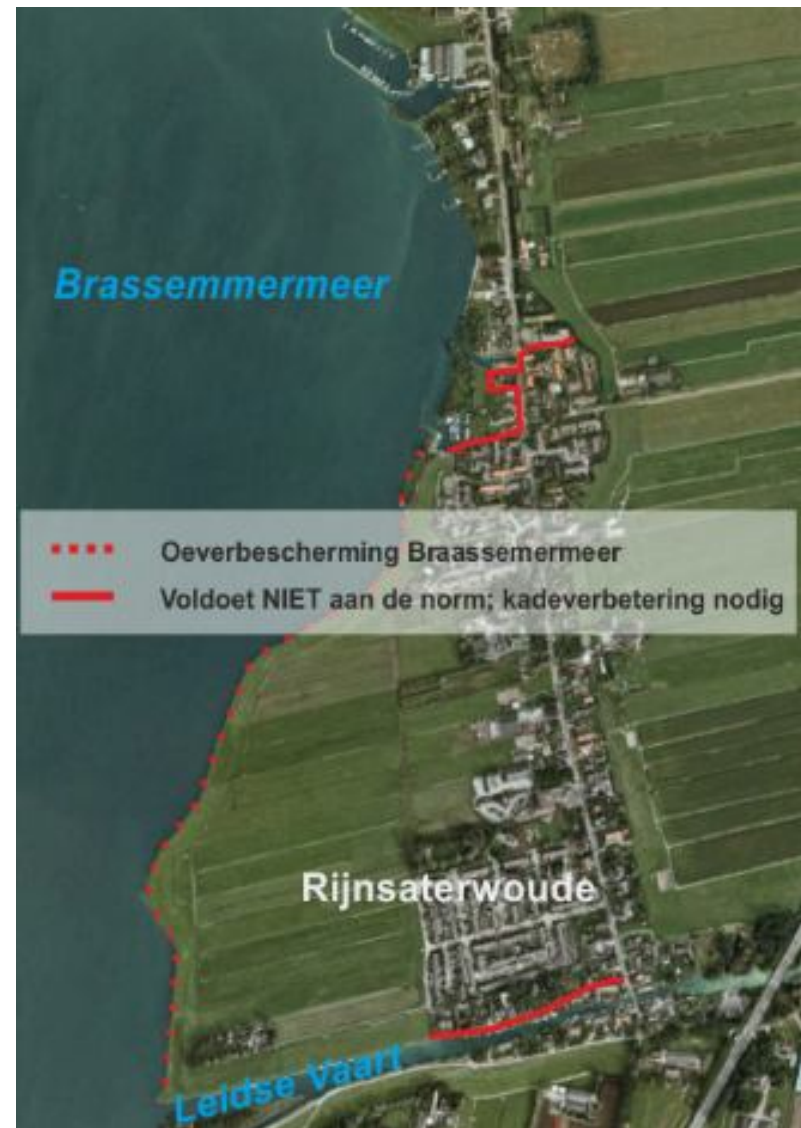 Brassemmermeer
Oeverbescherming Braassemermeer
Voldoet NIET aan de norm; kadeverbetering nodig
Rijnsaterwoude
Leidse Vaart